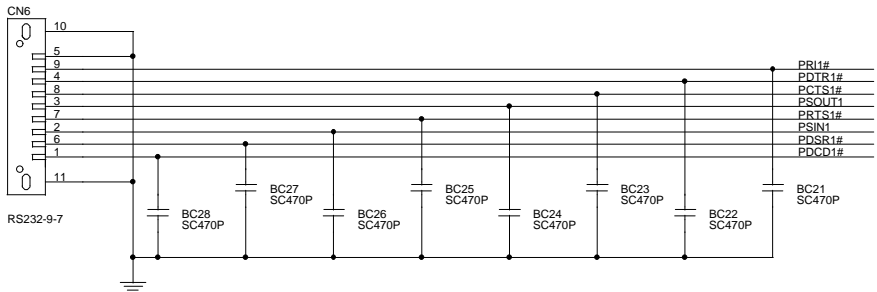 CN6
10
5
9
4
8
3
7
2
6
1
11
RS232-9-7
PRI1#
PDTR1#
PCTS1#
PSOUT1
PRTS1#
PSIN1
PDSR1#
PDCD1#
BC28
SC470P
BC27
SC470P
BC26
SC470P
BC25
SC470P
BC24
SC470P
BC23
SC470P
BC22
SC470P
BC21
SC470P